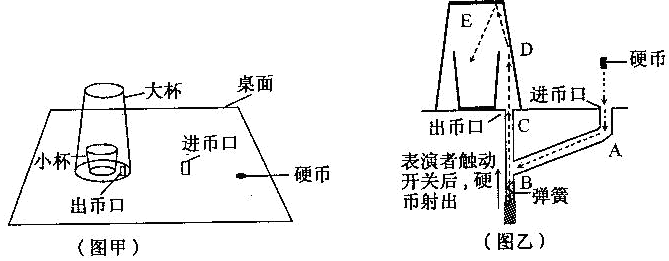 大杯
桌面
小杯
进币口
硬币
出币口
（图甲）
E
D
硬币
进币口
出币口
C
A
表演者触动
开关后，硬
币射出
B
弹簧
（图乙）